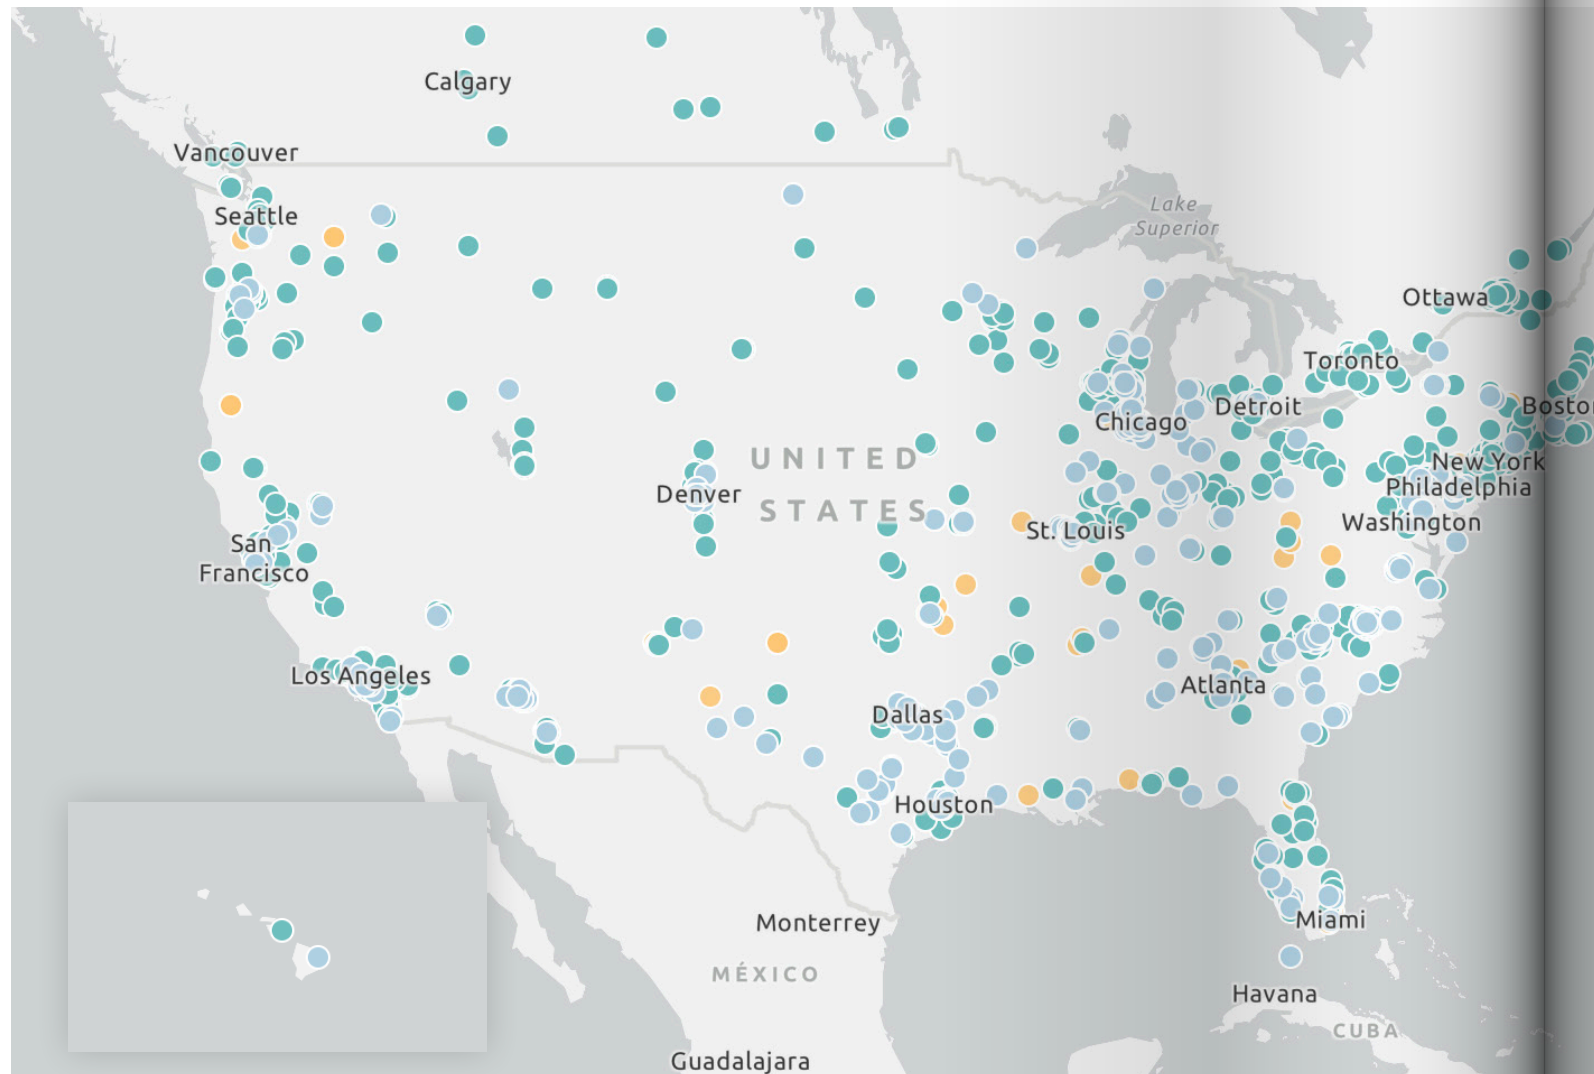 Calgary
Vancouver
Seattle
Lake
Superior
Ottawa
Toronto
Detroit
Chicago
Bosto
UNITED
STATES
Denver
New York
Philadelphia
Washington
St. Louis
San
Francisco
Los Angeles
Atlanta
Dallas
Houston
Monterrey
Miami
MÉXICO
Havana
CUBA
Guadalajara